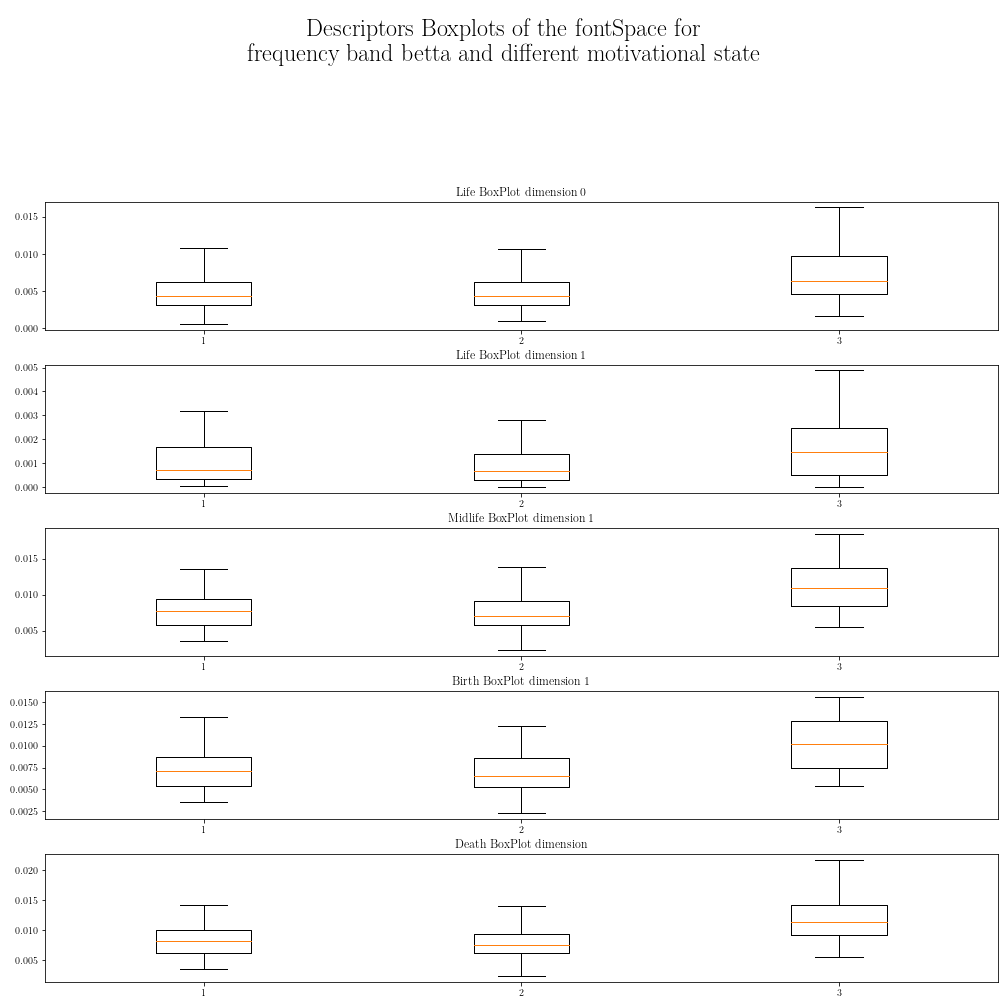 Descriptors Boxplots of the fontSpace for
frequency band betta and different motivational state
Life BoxPlot dimension 0
0.015
0.010
0.005
0.000
1 2 3
Life BoxPlot dimension 1
0.005
0.004
0.003
0.002
0.001
0.000
1 2 3
Midlife BoxPlot dimension 1
0.015
0.010
0.005
1 2 3
Birth BoxPlot dimension 1
0.0150
0.0125
0.0100
0.0075
0.0050
0.0025
1 2 3
Death BoxPlot dimension
0.020
0.015
0.010
0.005
1 2 3